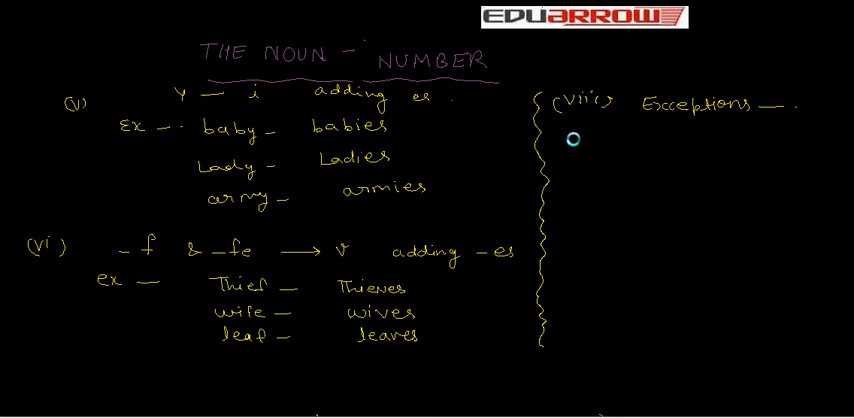 EDUARROW
THE NOUN - NUMBER
(v) Y — i adding es.
Ex — baby - babies
Lady - Ladies
army - armies
(vi) - f & - fe → v adding - es
ex — Thief - Thieves
wife - wives
leaf - leaves
Exceptions —